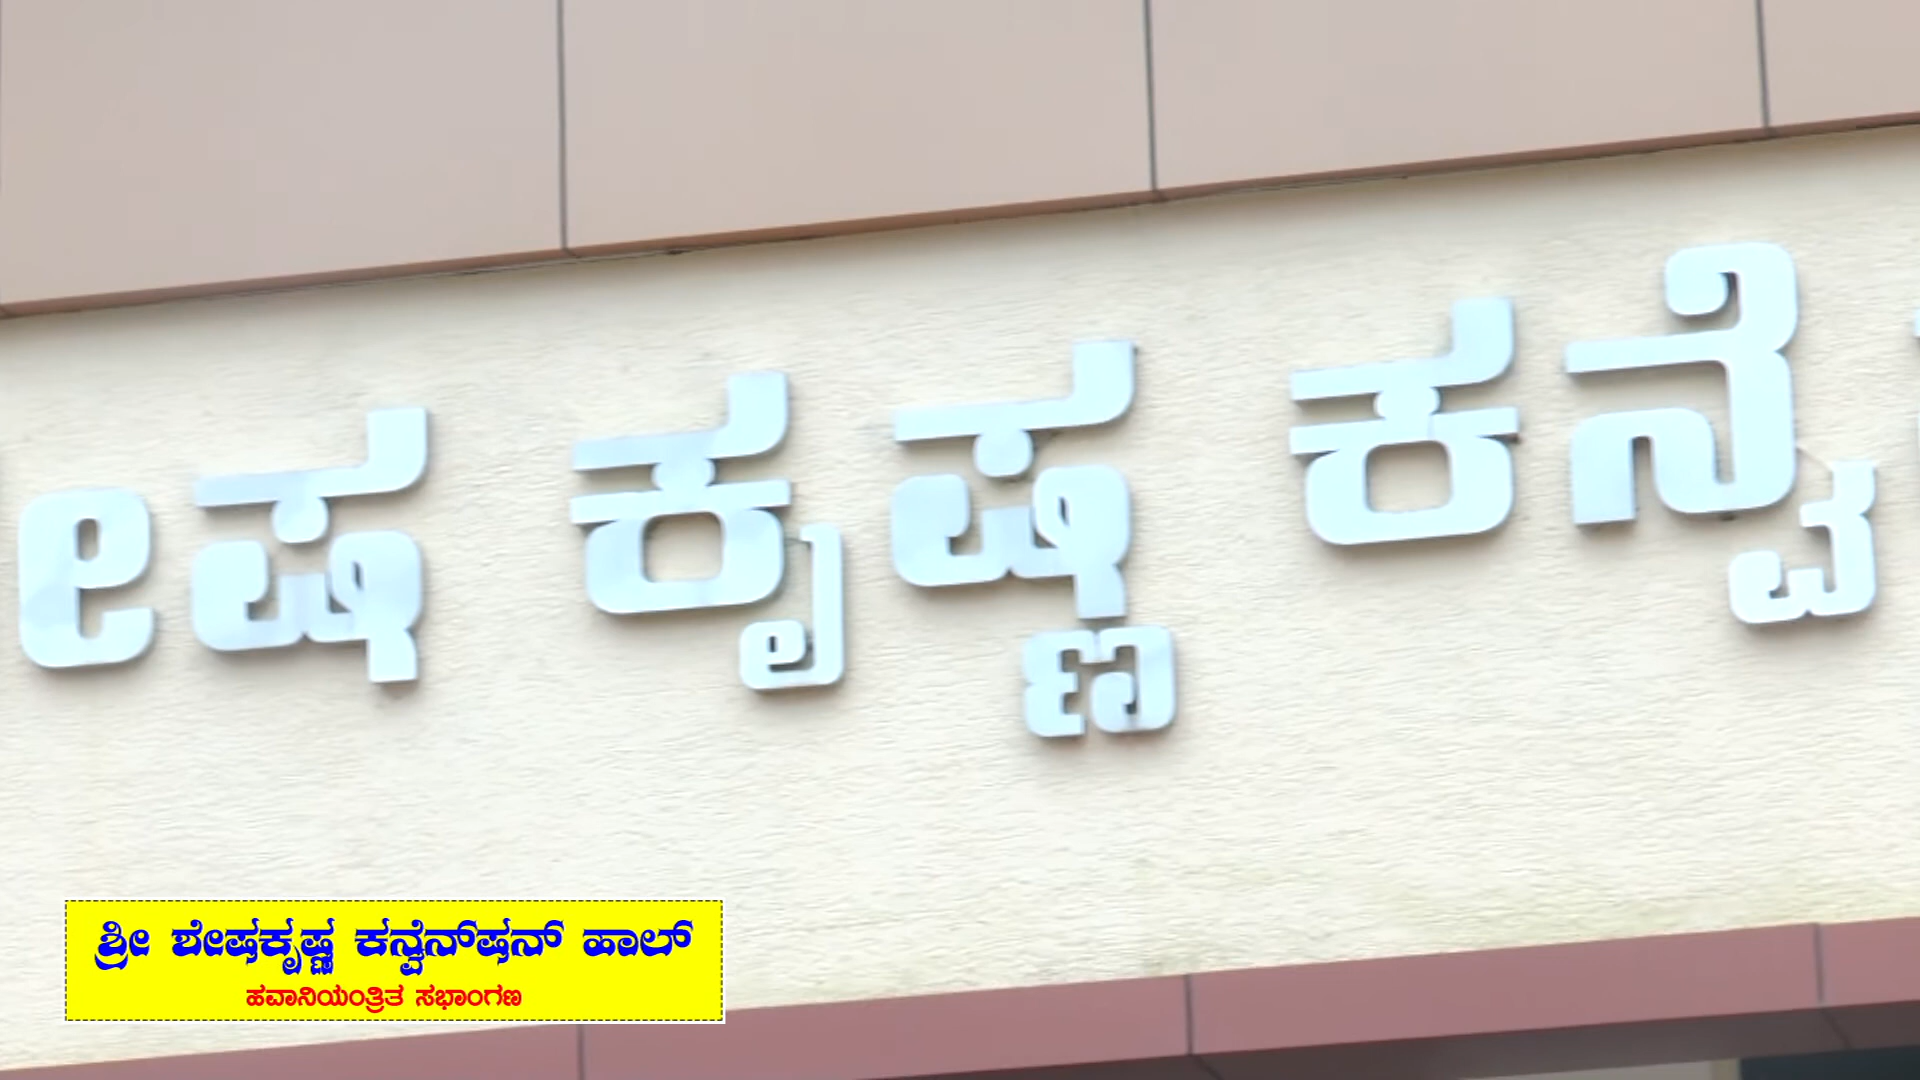 ೇಷ ಕೃಷ್ಣ ಕನ್ವೆ
ಶ್ರೀ ಶೇಷಕೃಷ್ಣ ಕನ್ವೆನ್‌ಷನ್ ಹಾಲ್
ಹವಾನಿಯಂತ್ರಿತ ಸಭಾಂಗಣ